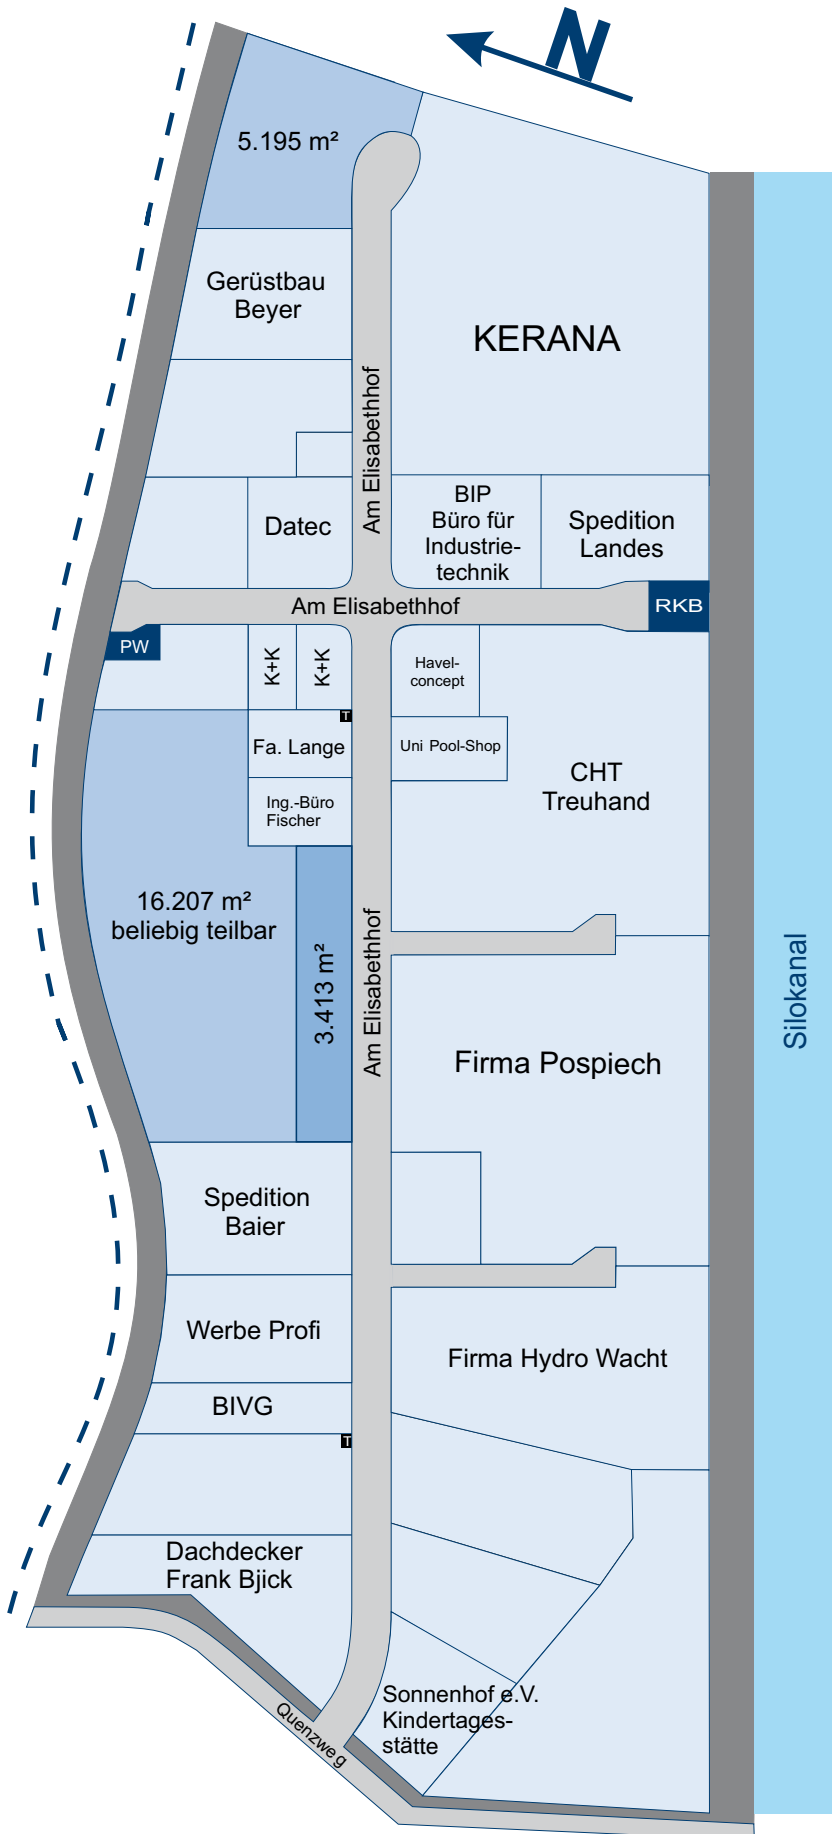 N
5.195 m²
Gerüstbau
Beyer
KERANA
Am Elisabethhof
Datec
BIP
Büro für
Industrie-
technik
Spedition
Landes
Am Elisabethhof
RKB
PW
K+K
K+K
Havel-
concept
T
Fa. Lange
Uni Pool-Shop
CHT
Treuhand
Ing.-Büro
Fischer
16.207 m²
beliebig teilbar
3.413 m²
Am Elisabethhof
Silokanal
Firma Pospiech
Spedition
Baier
Werbe Profi
Firma Hydro Wacht
BIVG
T
Dachdecker
Frank Bjick
Sonnenhof e.V.
Kindertages-
stätte
Quenzweg